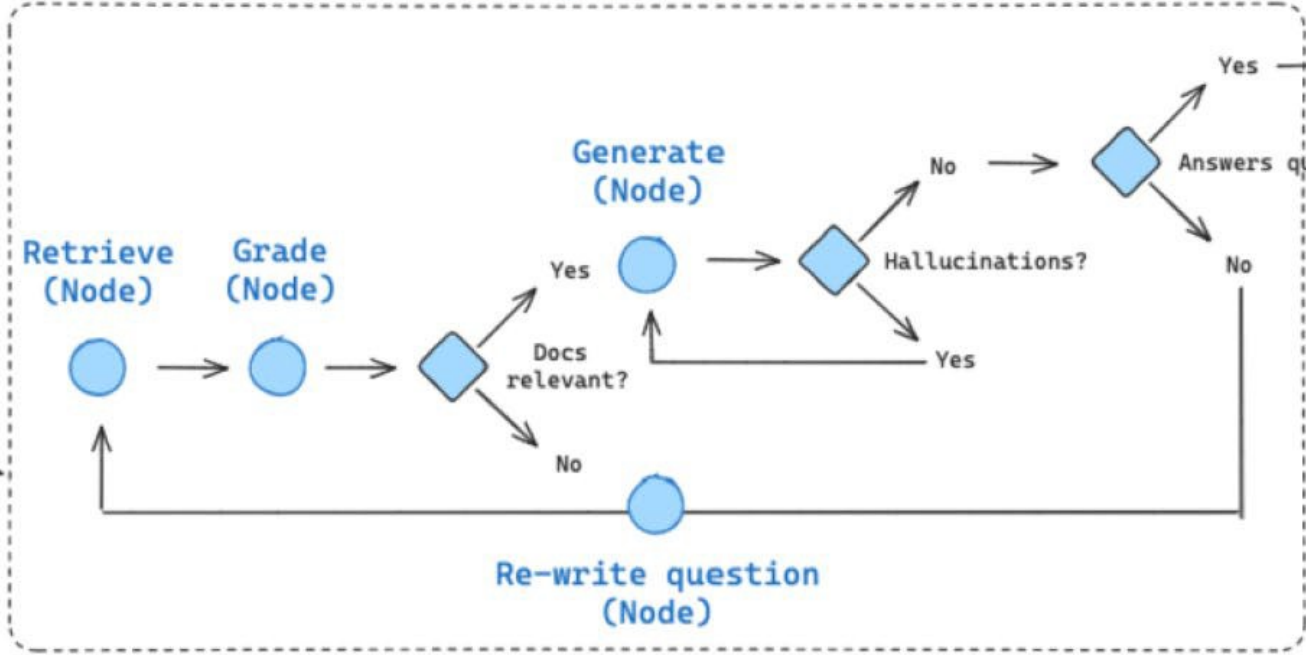 Yes
Generate
(Node)
No
Answers
Retrieve
(Node)
Grade
(Node)
Yes
Hallucinations?
No
Docs
relevant?
Yes
No
Re-write question
(Node)